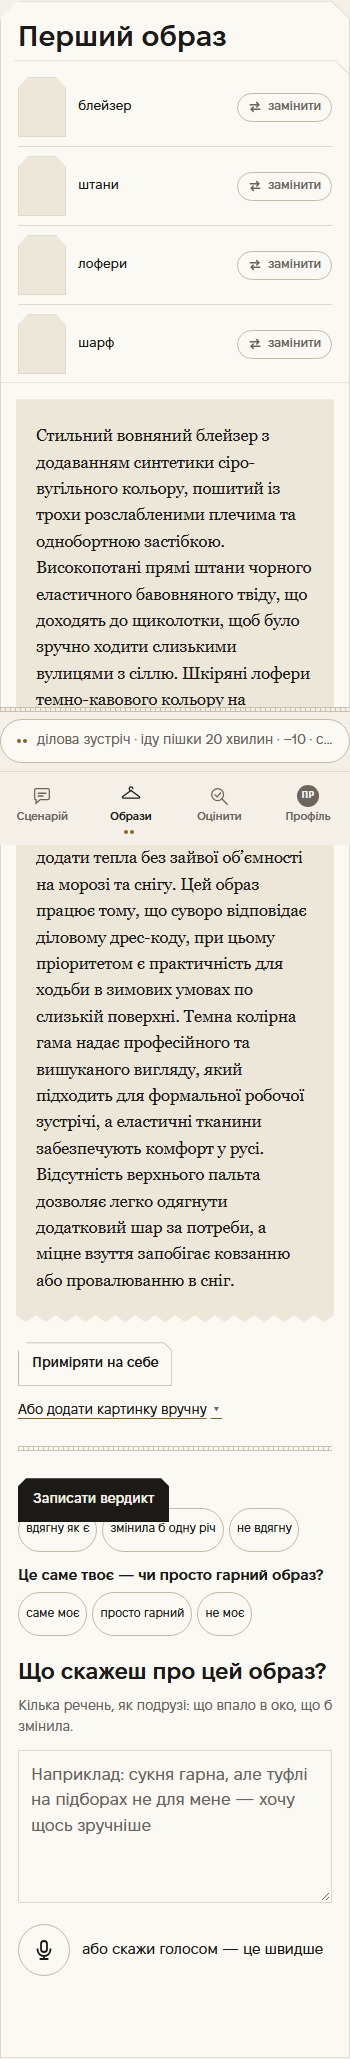 Перший образ
блейзер
замінити
штани
замінити
лофери
замінити
шарф
замінити
Стильний вовняний блейзер з
додаванням синтетики сіро-
вугільного кольору, пошитий із
трохи розслабленими плечима та
однобортною застібкою.
Високопотані прямі штани чорного
еластичного бавовняного твіду, що
доходять до щиколотки, щоб було
зручно ходити слизькими
вулицями з сіллю. Шкіряні лофери
темно-кавового кольору на
ділова зустріч · іду пішки 20 хвилин · −10 · с...
Сценарій
Образи
Оцінити
ПР
Профіль
додати тепла без зайвої об’ємності
на морозі та снігу. Цей образ
працює тому, що суворо відповідає
діловому дрес-коду, при цьому
пріоритетом є практичність для
ходьби в зимових умовах по
слизькій поверхні. Темна колірна
гама надає професійного та
вишуканого вигляду, який
підходить для формальної робочої
зустрічі, а еластичні тканини
забезпечують комфорт у русі.
Відсутність верхнього пальта
дозволяє легко одягнути
додатковий шар за потреби, а
міцне взуття запобігає ковзанню
або провалюванню в сніг.
Приміряти на себе
Або додати картинку вручну
Записати вердикт
вдягну як є
змінила б одну річ
не вдягну
Це саме твоє — чи просто гарний образ?
саме моє
просто гарний
не моє
Що скажеш про цей образ?
Кілька речень, як подрузі: що впало в око, що б
змінила.
Наприклад: сукня гарна, але туфлі
на підборах не для мене — хочу
щось зручніше
або скажи голосом — це швидше